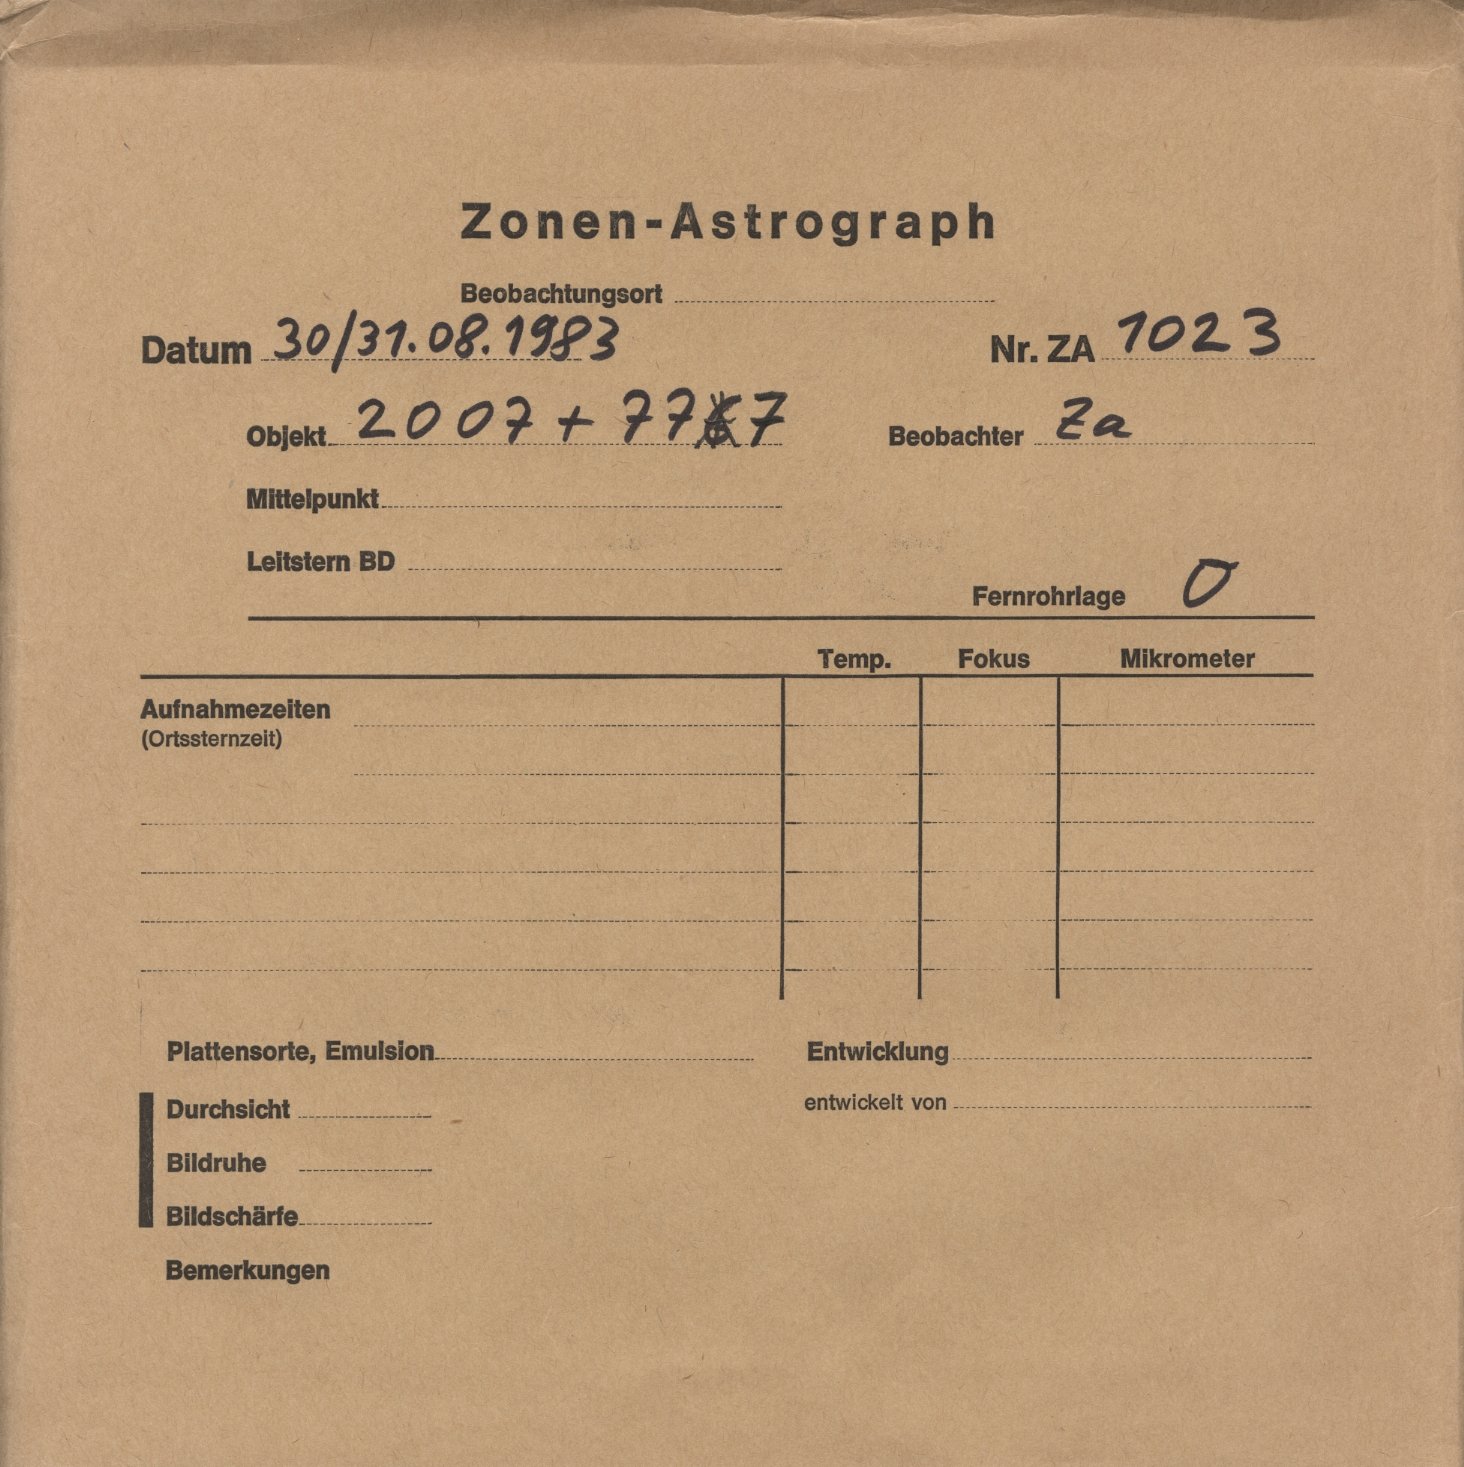 Zonen-Astrograph
Beobachtungsort
Datum 30/31.08.1983 Nr. ZA 1023
Objekt 2007 + 777 Beobachter Za
Mittelpunkt
Leitstern BD
Fernrohrlage O
Temp. Fokus Mikrometer
Aufnahmezeiten
(Ortssternzeit)
Plattensorte, Emulsion Entwicklung
Durchsicht entwickelt von
Bildruhe
Bildschärfe
Bemerkungen